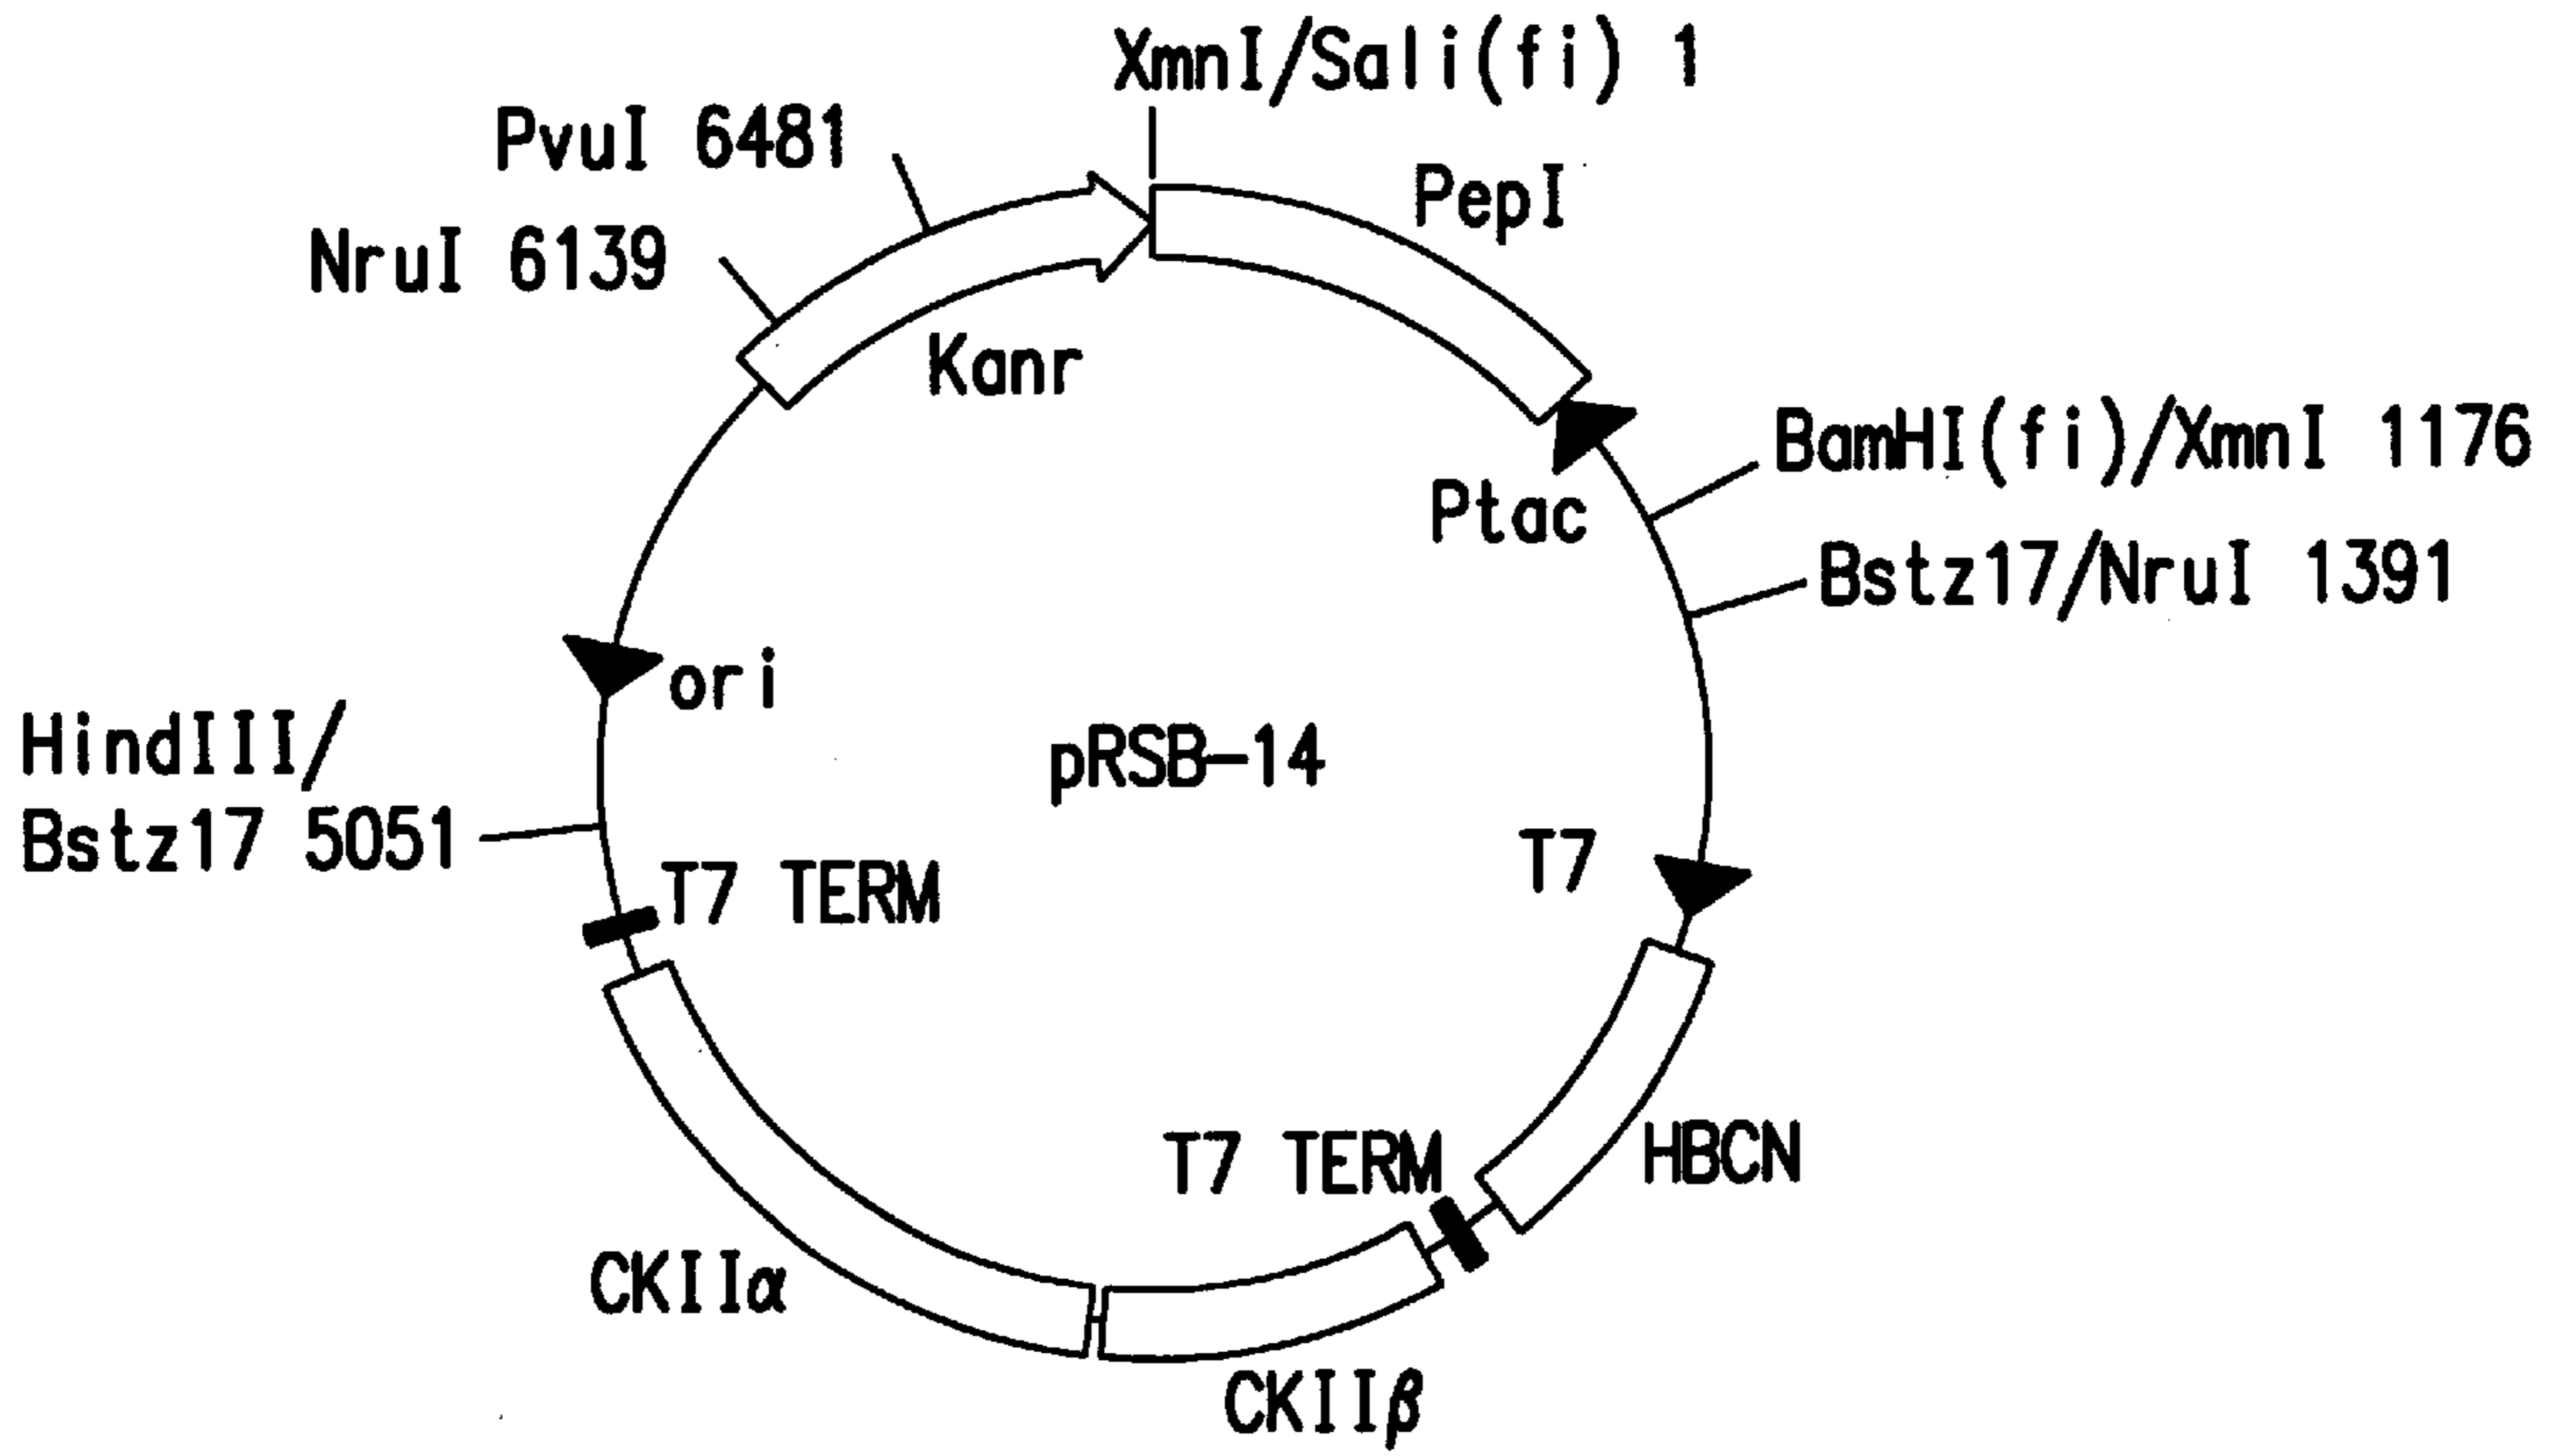 XmnI/Sali(fi) 1
PvuI 6481
PepI
NruI 6139
Kanr
BamHI(fi)/XmnI 1176
Ptac
Bstz17/NruI 1391
ori
HindIII/
Bstz17 5051
pRSB-14
T7
T7 TERM
T7 TERM
HBCN
CKIIα
CKIIβ